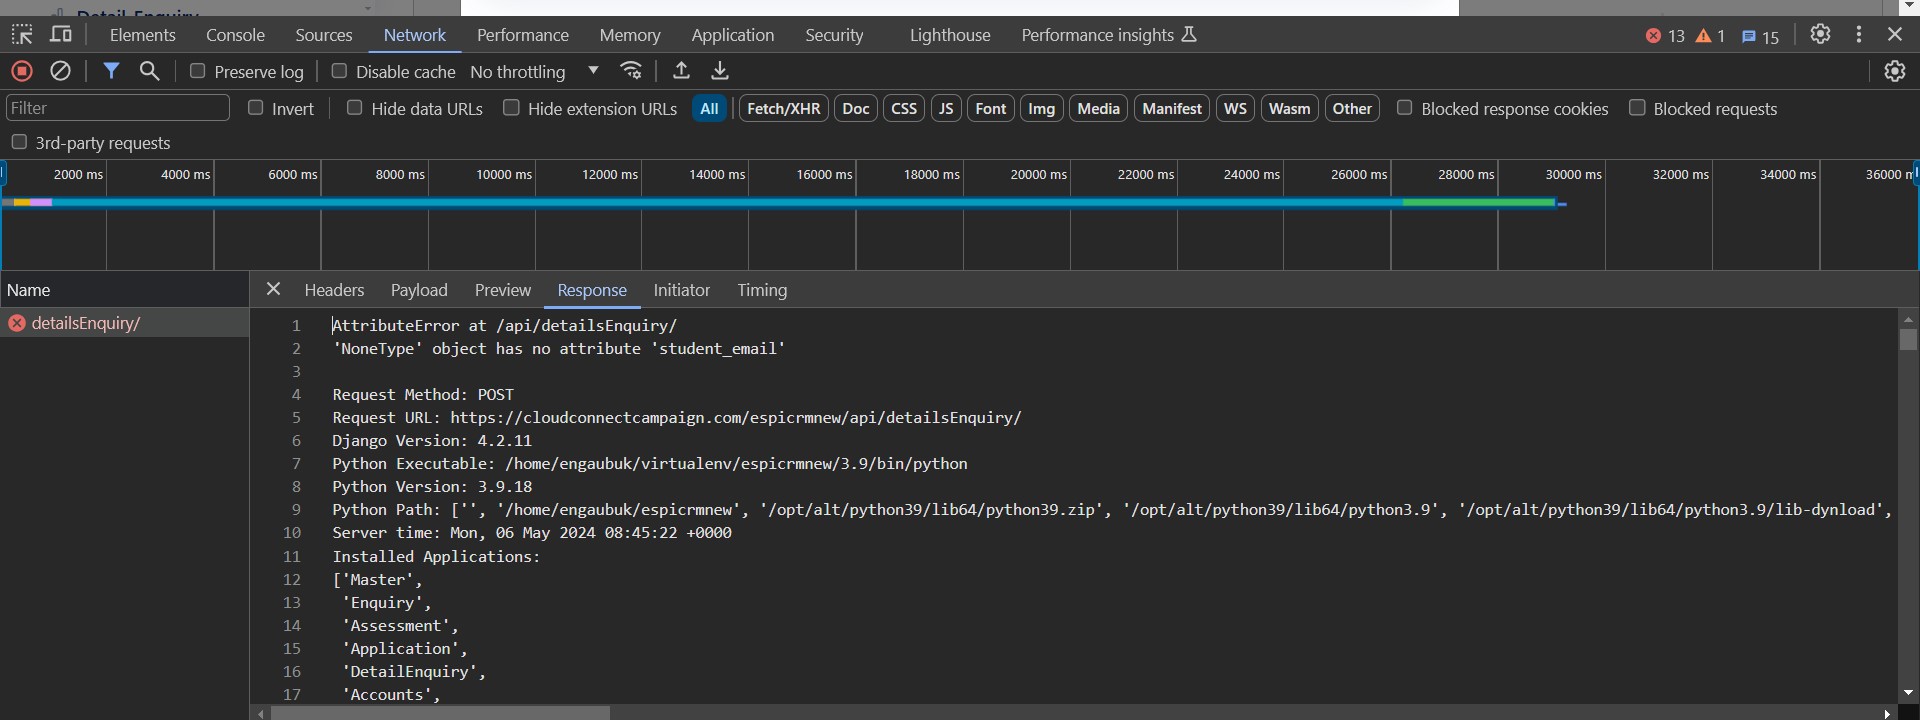 Detail Enquiry
Elements Console Sources Network Performance Memory Application Security Lighthouse Performance insights 13 1 15
Preserve log Disable cache No throttling
Filter Invert Hide data URLs Hide extension URLs All Fetch/XHR Doc CSS JS Font Img Media Manifest WS Wasm Other Blocked response cookies Blocked requests
3rd-party requests
2000 ms 4000 ms 6000 ms 8000 ms 10000 ms 12000 ms 14000 ms 16000 ms 18000 ms 20000 ms 22000 ms 24000 ms 26000 ms 28000 ms 30000 ms 32000 ms 34000 ms 36000 m
Name Headers Payload Preview Response Initiator Timing
detailsEnquiry/
1 AttributeError at /api/detailsEnquiry/
2 'NoneType' object has no attribute 'student_email'
3
4 Request Method: POST
5 Request URL: https://cloudconnectcampaign.com/espicrmnew/api/detailsEnquiry/
6 Django Version: 4.2.11
7 Python Executable: /home/engaubuk/virtualenv/espicrmnew/3.9/bin/python
8 Python Version: 3.9.18
9 Python Path: ['', '/home/engaubuk/espicrmnew', '/opt/alt/python39/lib64/python39.zip', '/opt/alt/python39/lib64/python3.9', '/opt/alt/python39/lib64/python3.9/lib-dynload',
10 Server time: Mon, 06 May 2024 08:45:22 +0000
11 Installed Applications:
12 ['Master',
13 'Enquiry',
14 'Assessment',
15 'Application',
16 'DetailEnquiry',
17 'Accounts',